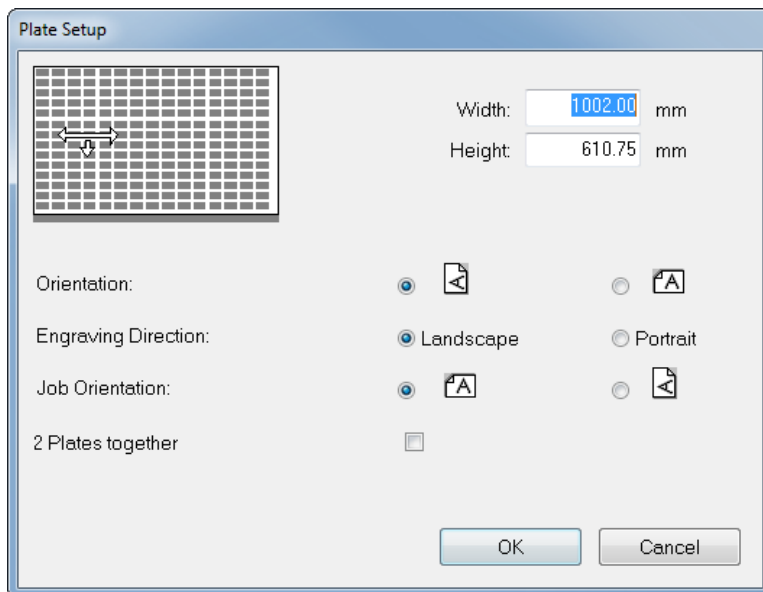 Plate Setup
Width: 1002.00 mm
Height: 610.75 mm
Orientation: A A
Engraving Direction: Landscape Portrait
Job Orientation: A A
2 Plates together
OK Cancel